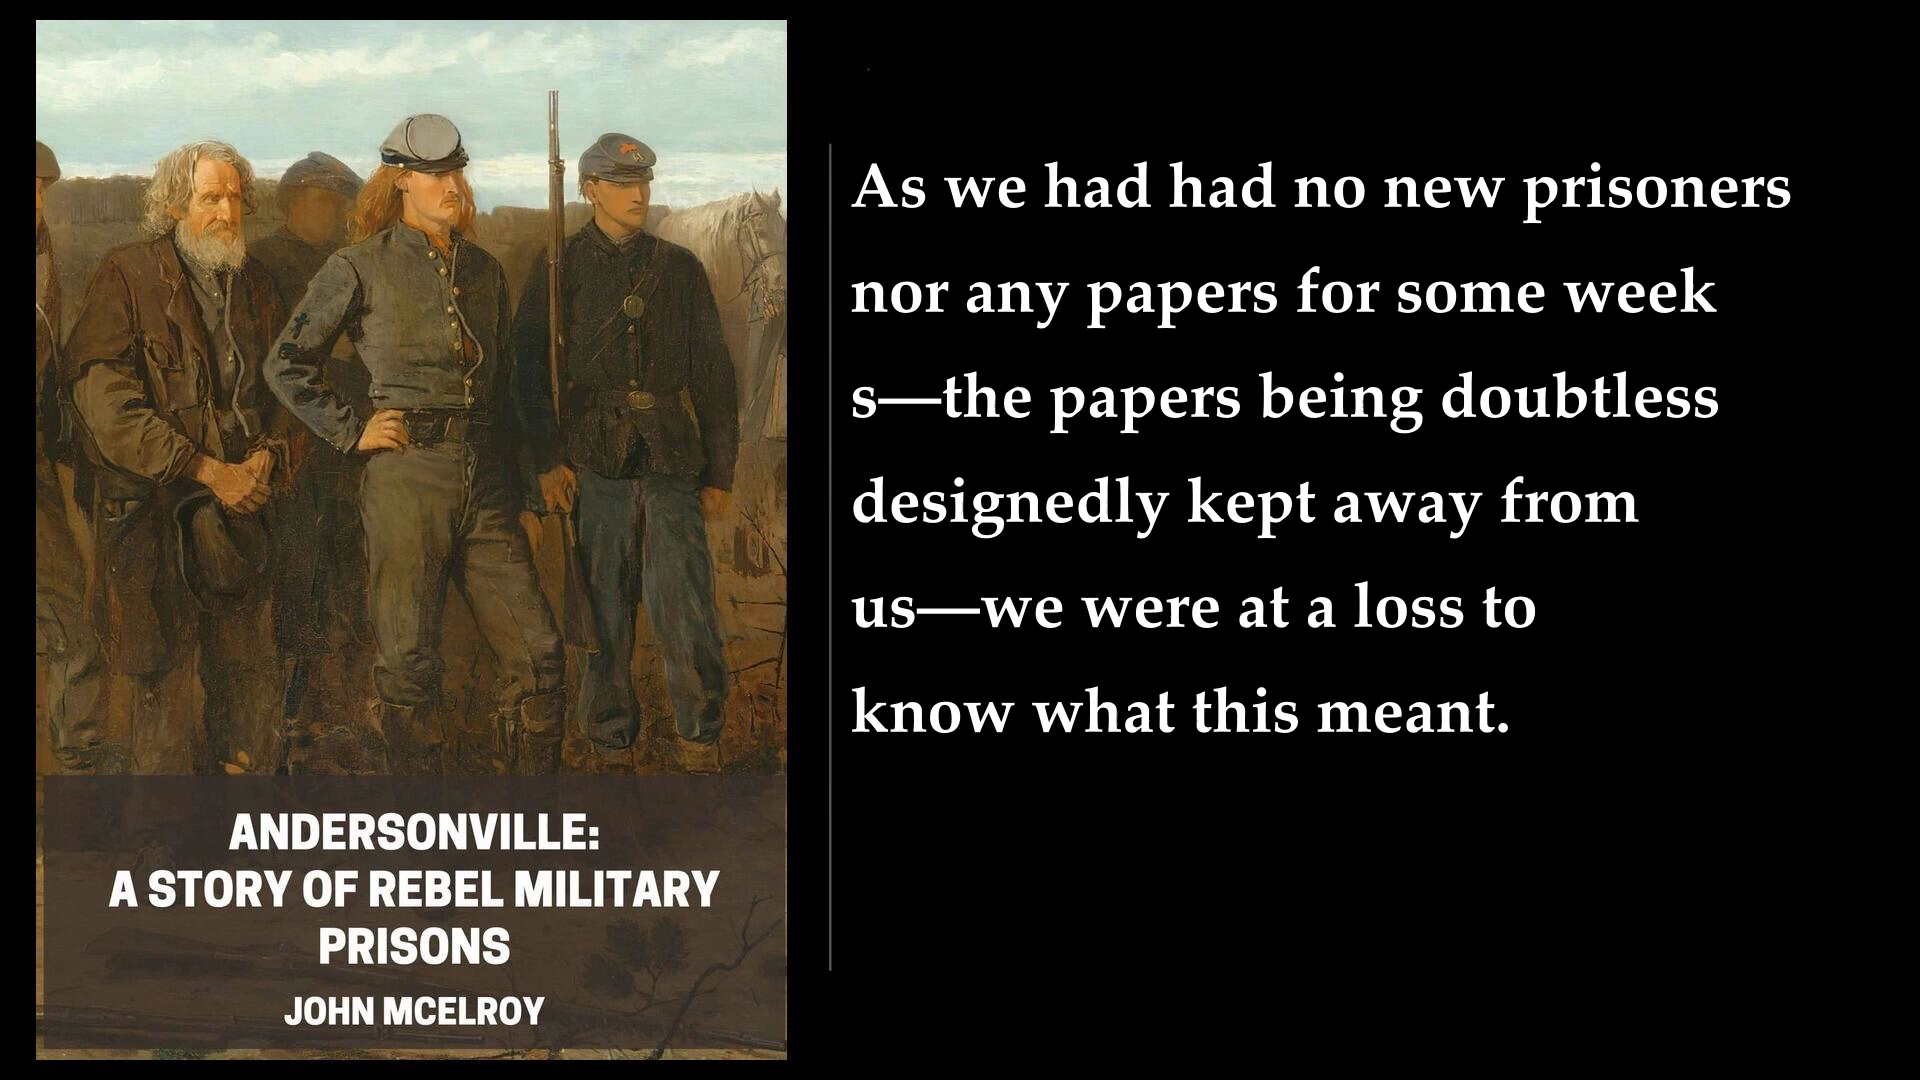 ANDERSONVILLE:
A STORY OF REBEL MILITARY
PRISONS
JOHN MCELROY
As we had had no new prisoners
nor any papers for some week
s—the papers being doubtless
designedly kept away from
us—we were at a loss to
know what this meant.